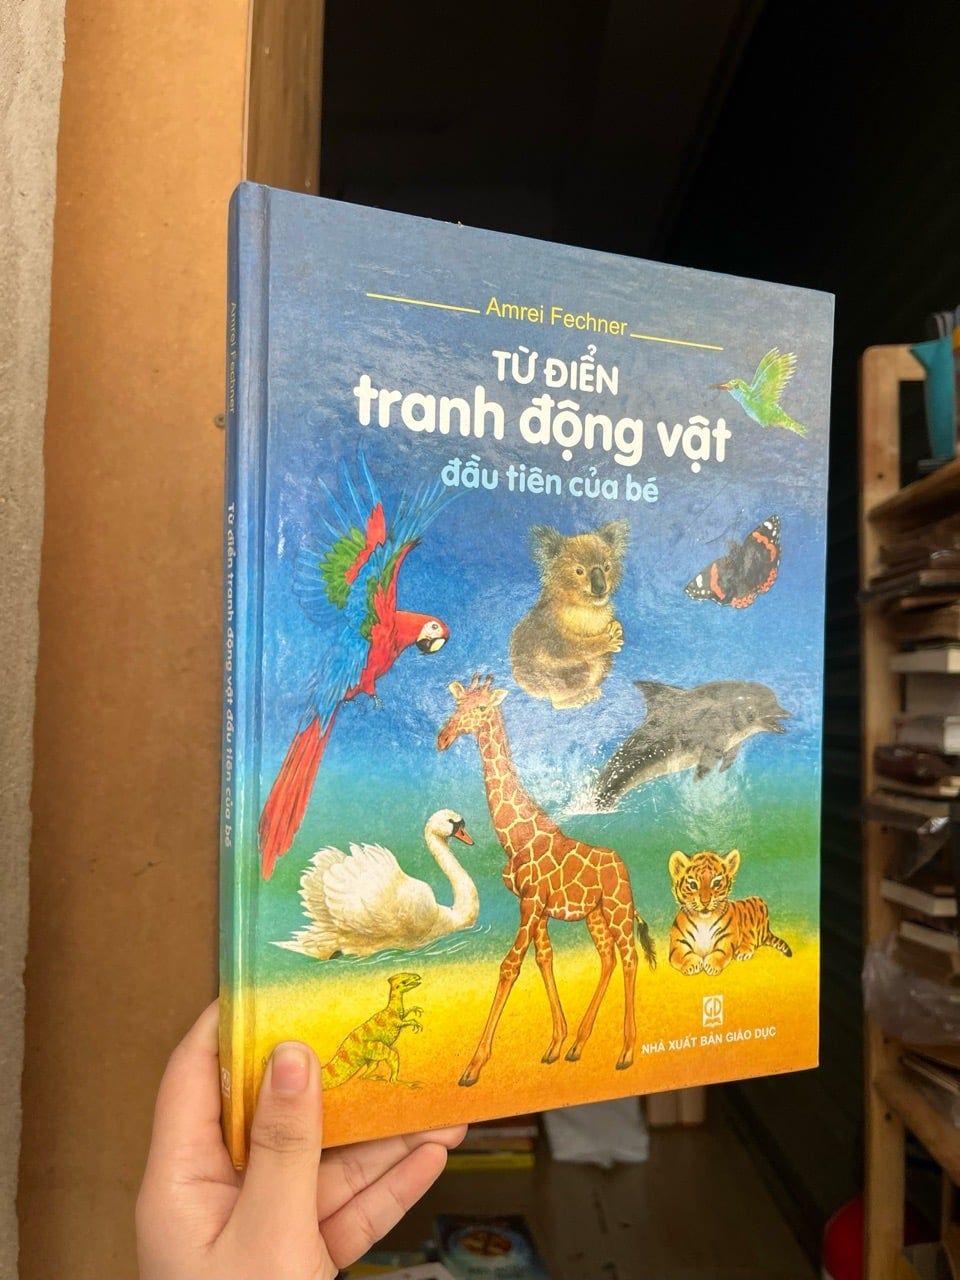 Amrei Fechner
TỪ ĐIỂN
tranh động vật
đầu tiên của bé
GD
NHÀ XUẤT BẢN GIÁO DỤC
Amrei Fechner
Từ điển tranh động vật đầu tiên của bé